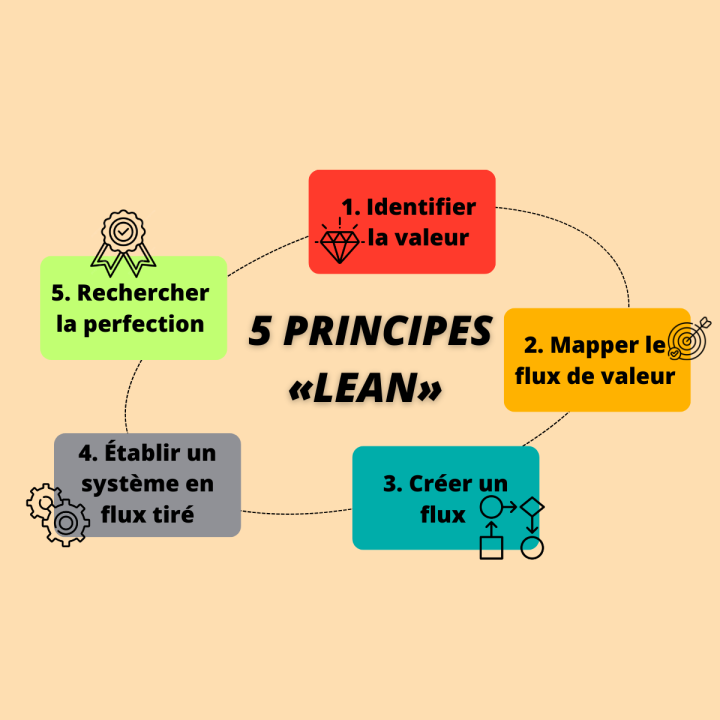 5 PRINCIPES
«LEAN»
1. Identifier
la valeur
2. Mapper le
flux de valeur
3. Créer un
flux
4. Établir un
système en
flux tiré
5. Rechercher
la perfection